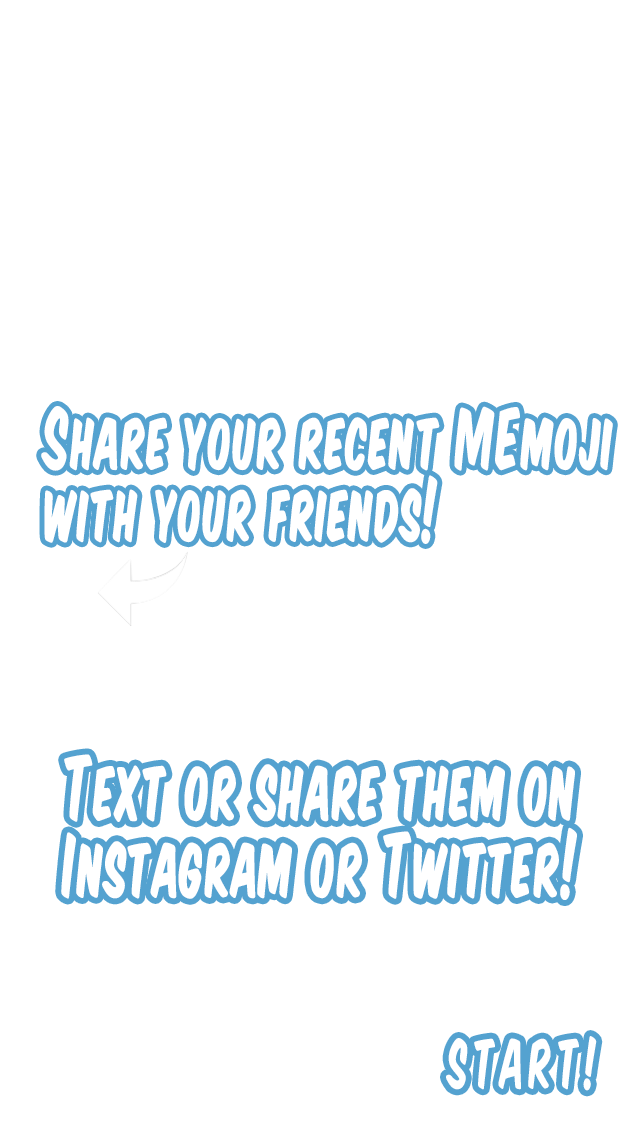 Share your recent MEmoji
with your friends!
Text or share them on
Instagram or Twitter!
START!